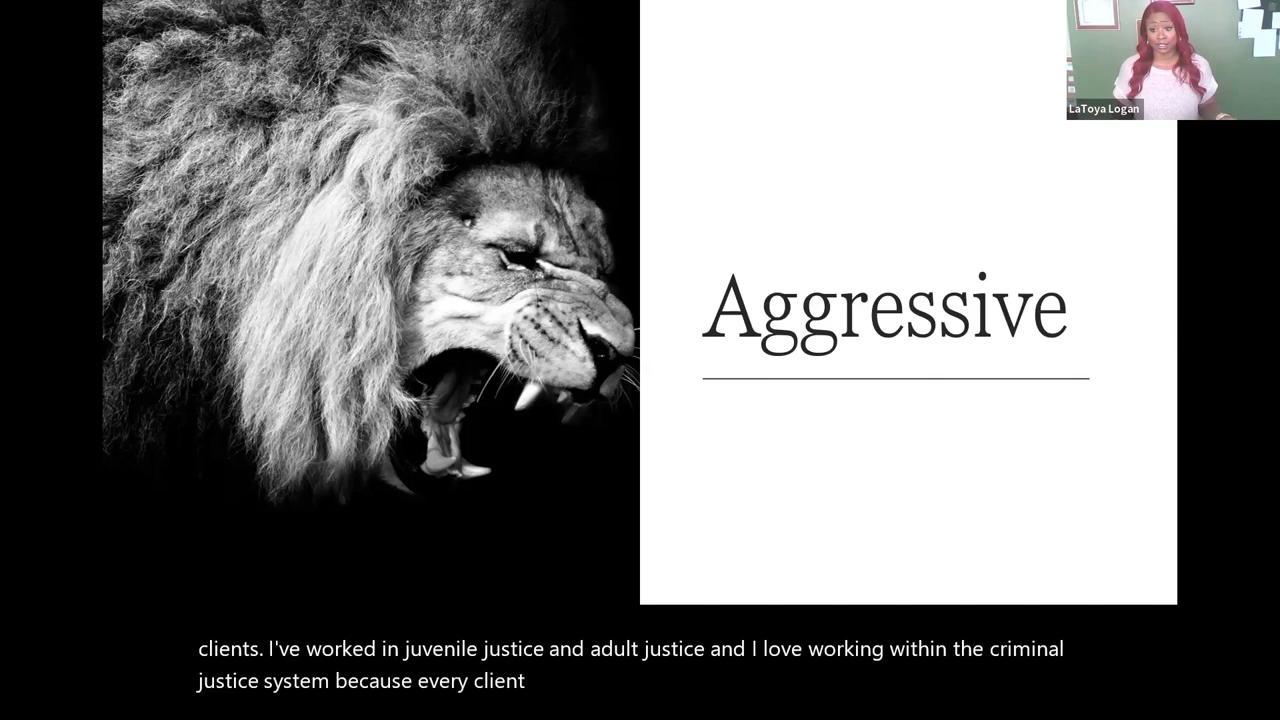 LaToya Logan
Aggressive
clients. I've worked in juvenile justice and adult justice and I love working within the criminal
justice system because every client